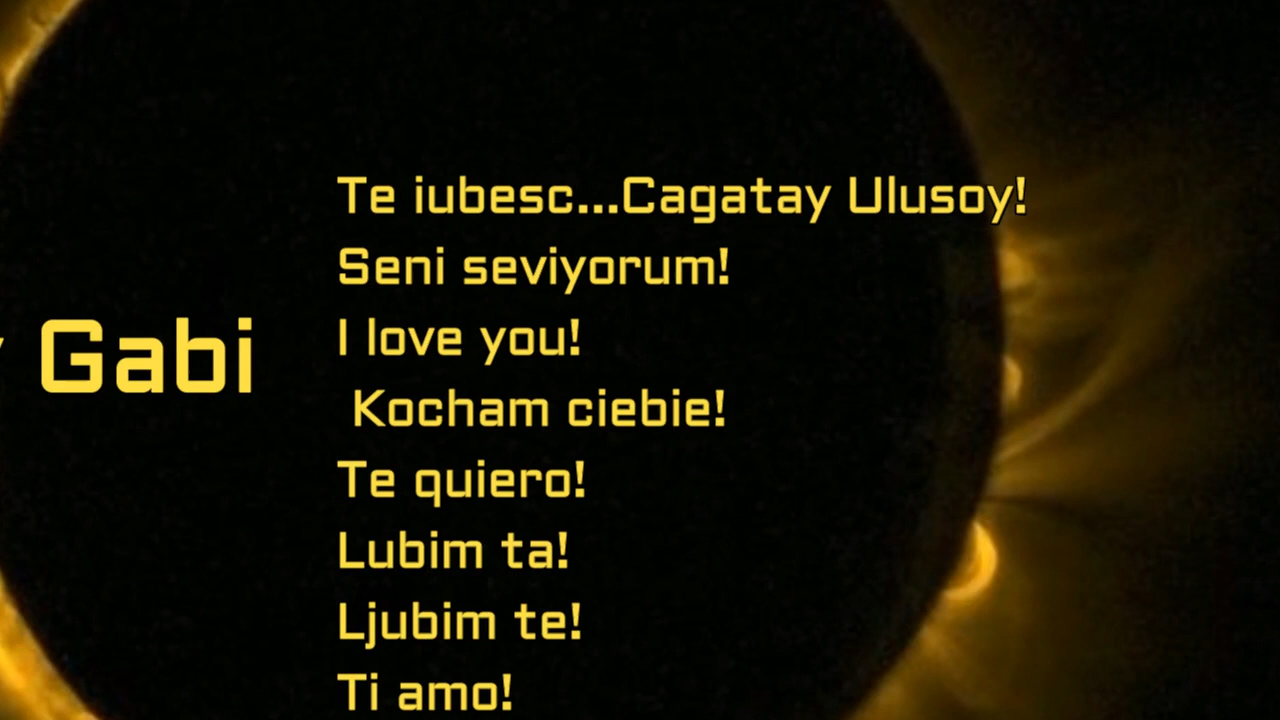 Gabi
Te iubesc...Cagatay Ulusoy!
Seni seviyorum!
I love you!
Kocham ciebie!
Te quiero!
Lubim ta!
Ljubim te!
Ti amo!